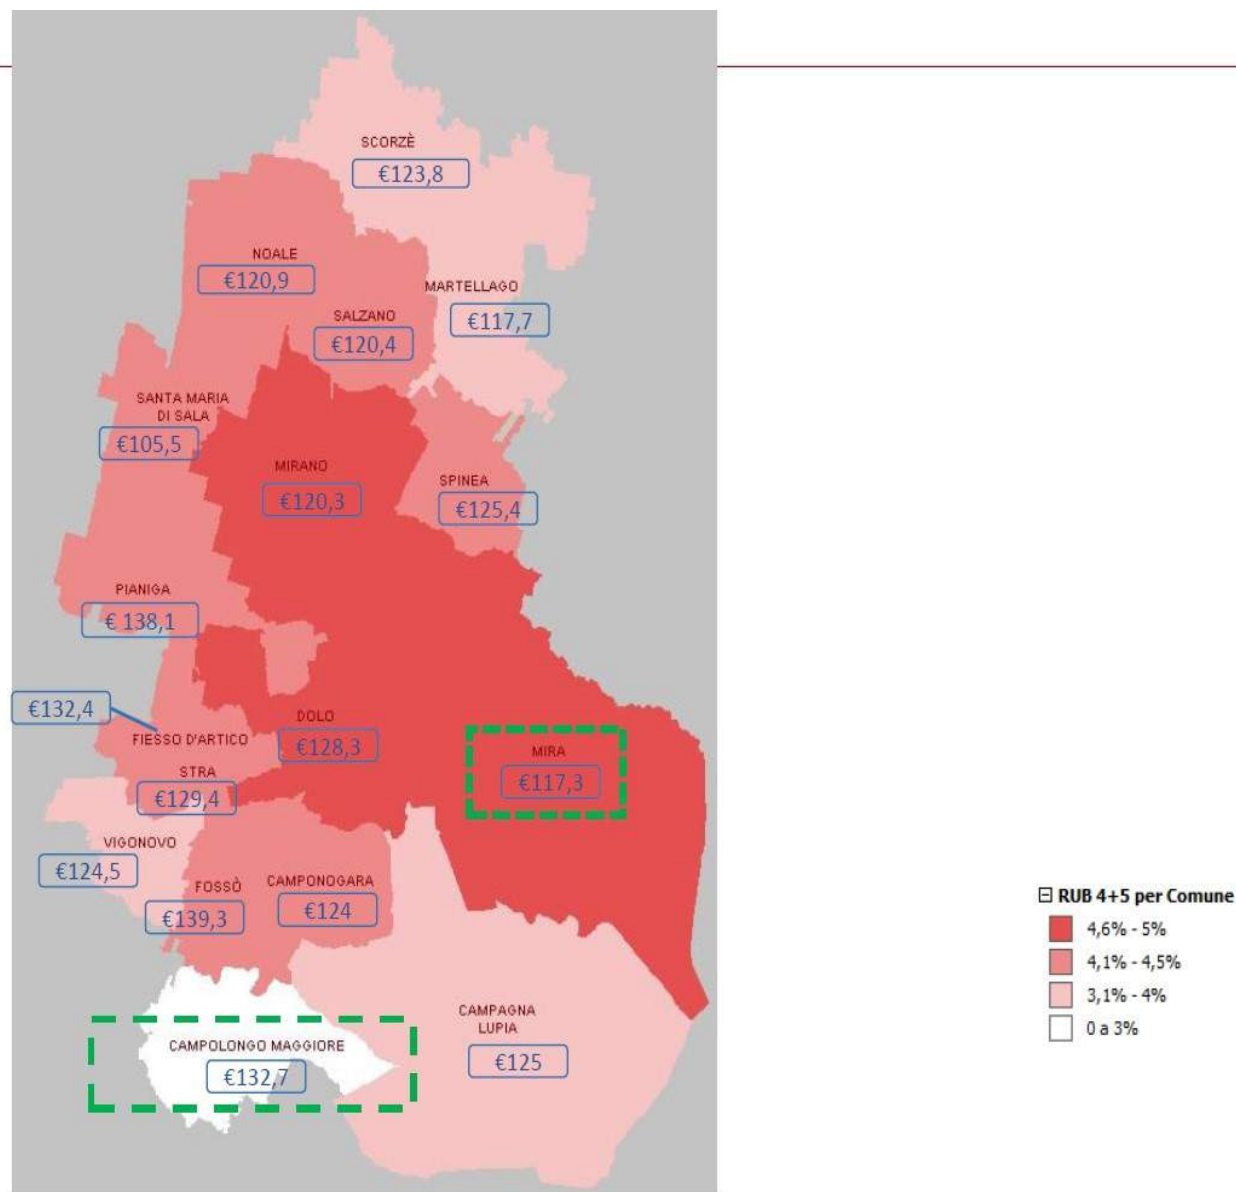 SCORZÈ
€123,8
NOALE
€120,9
MARTELLAGO
€117,7
SALZANO
€120,4
SANTA MARIA
DI SALA
€105,5
MIRANO
€120,3
SPINEA
€125,4
PIANIGA
€ 138,1
€132,4
FIESSO D'ARTICO
DOLO
€128,3
MIRA
€117,3
STRA
€129,4
VIGONOVO
€124,5
FOSSÒ
€139,3
CAMPONOGARA
€124
CAMPAGNA
LUPIA
€125
CAMPOLONGO MAGGIORE
€132,7
RUB 4+5 per Comune
4,6% - 5%
4,1% - 4,5%
3,1% - 4%
0 a 3%